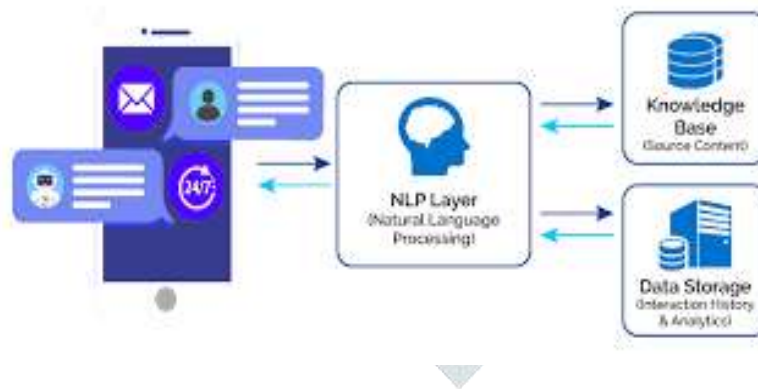 24/7
NLP Layer
(Natural Language
Processing)
Knowledge
Base
(Source Content)
Data Storage
(Interaction History
& Analytics)